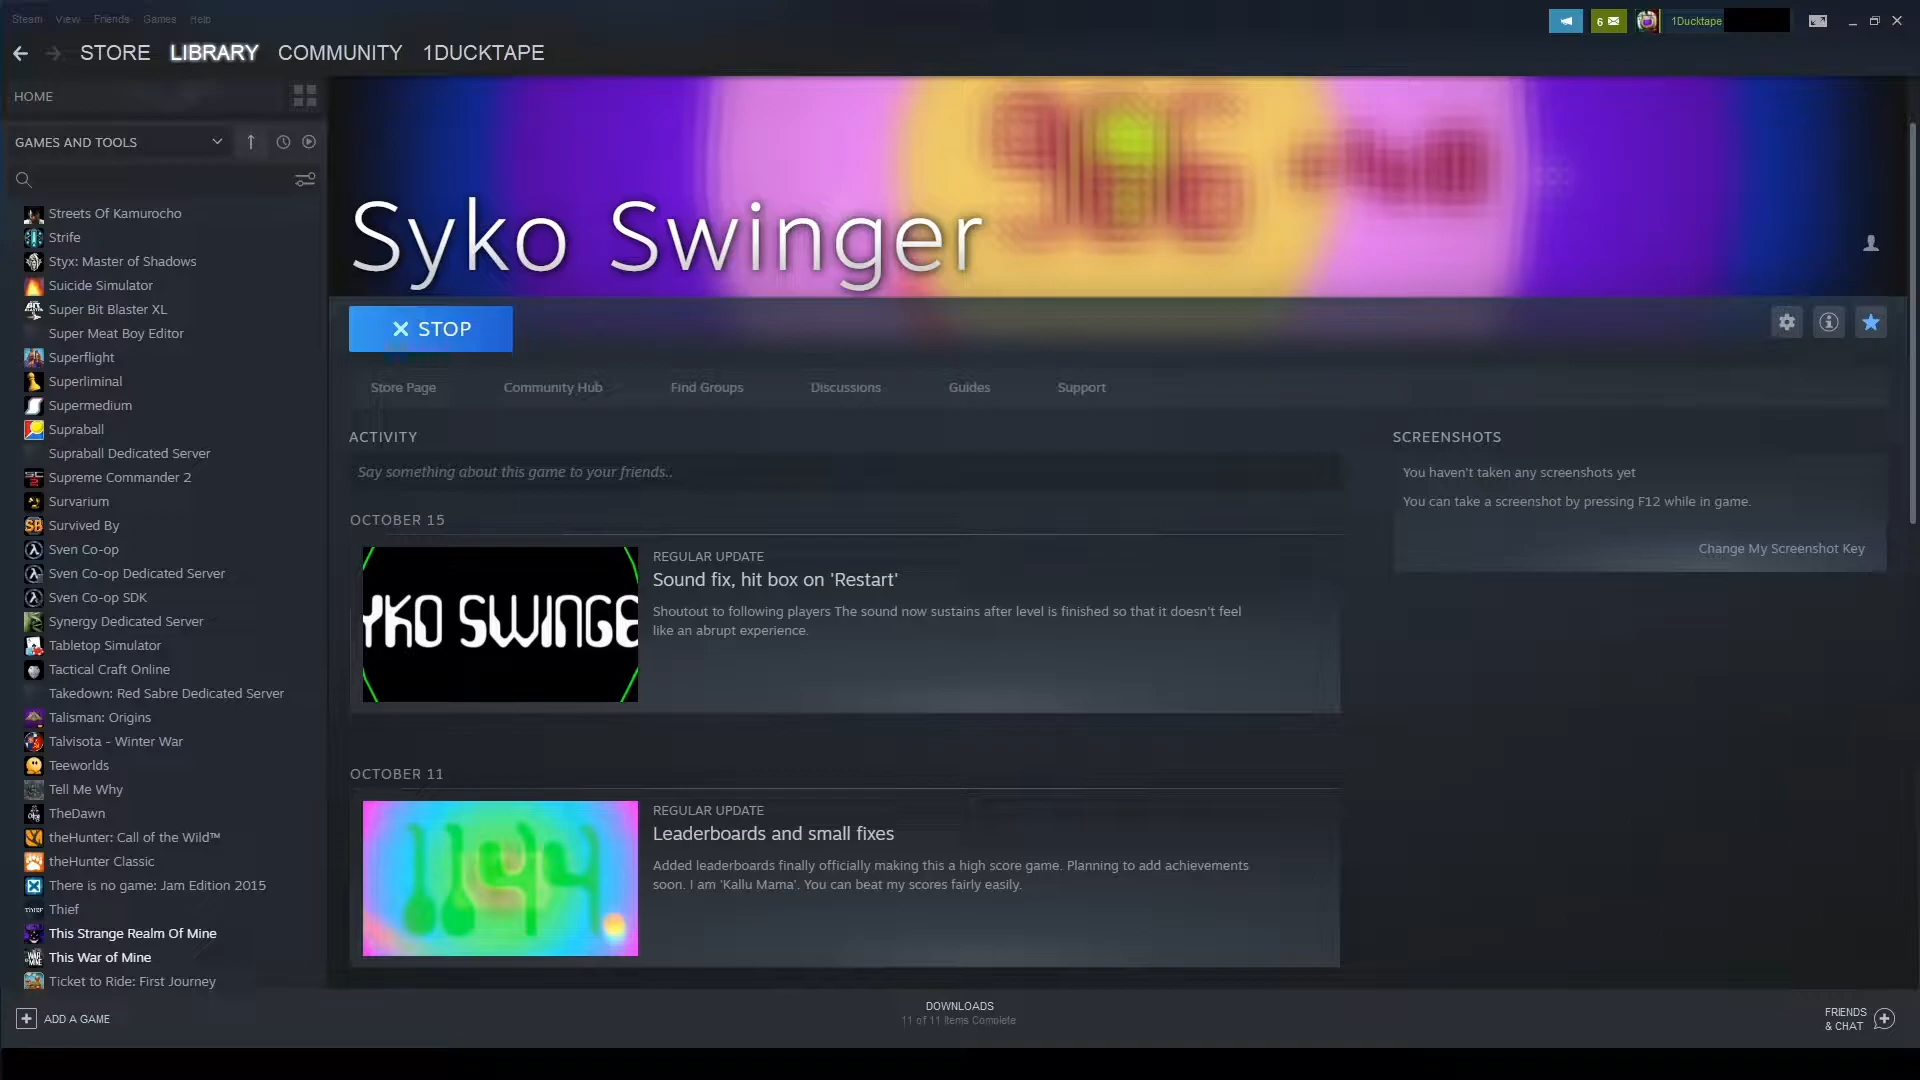 Steam View Friends Games Help
6
1Ducktape
STORE LIBRARY COMMUNITY 1DUCKTAPE
HOME
GAMES AND TOOLS
Streets Of Kamurocho
Strife
Styx: Master of Shadows
Suicide Simulator
Super Bit Blaster XL
Super Meat Boy Editor
Superflight
Superliminal
Supermedium
Supraball
Supraball Dedicated Server
Supreme Commander 2
Survarium
Survived By
Sven Co-op
Sven Co-op Dedicated Server
Sven Co-op SDK
Synergy Dedicated Server
Tabletop Simulator
Tactical Craft Online
Takedown: Red Sabre Dedicated Server
Talisman: Origins
Talvisota - Winter War
Teeworlds
Tell Me Why
TheDawn
theHunter: Call of the Wild™
theHunter Classic
There is no game: Jam Edition 2015
Thief
This Strange Realm Of Mine
This War of Mine
Ticket to Ride: First Journey
ADD A GAME
Syko Swinger
STOP
Store Page Community Hub Find Groups Discussions Guides Support
ACTIVITY
Say something about this game to your friends..
OCTOBER 15
YKO SWINGE
REGULAR UPDATE
Sound fix, hit box on 'Restart'
Shoutout to following players The sound now sustains after level is finished so that it doesn't feel
like an abrupt experience.
OCTOBER 11
1144
REGULAR UPDATE
Leaderboards and small fixes
Added leaderboards finally officially making this a high score game. Planning to add achievements
soon. I am 'Kallu Mama'. You can beat my scores fairly easily.
SCREENSHOTS
You haven't taken any screenshots yet
You can take a screenshot by pressing F12 while in game.
Change My Screenshot Key
DOWNLOADS
11 of 11 Items Complete
FRIENDS
& CHAT